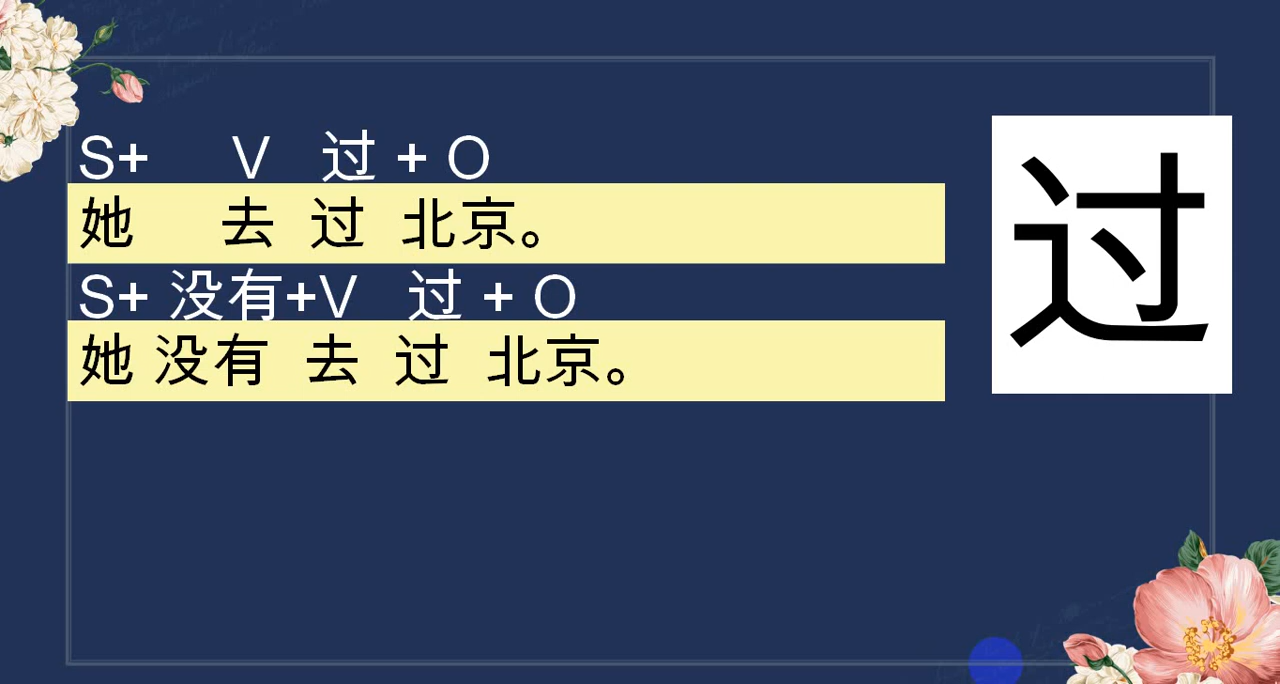 S+ V 过 + O
她 去 过 北京。
S+ 没有+V 过 + O
她 没有 去 过 北京。
过